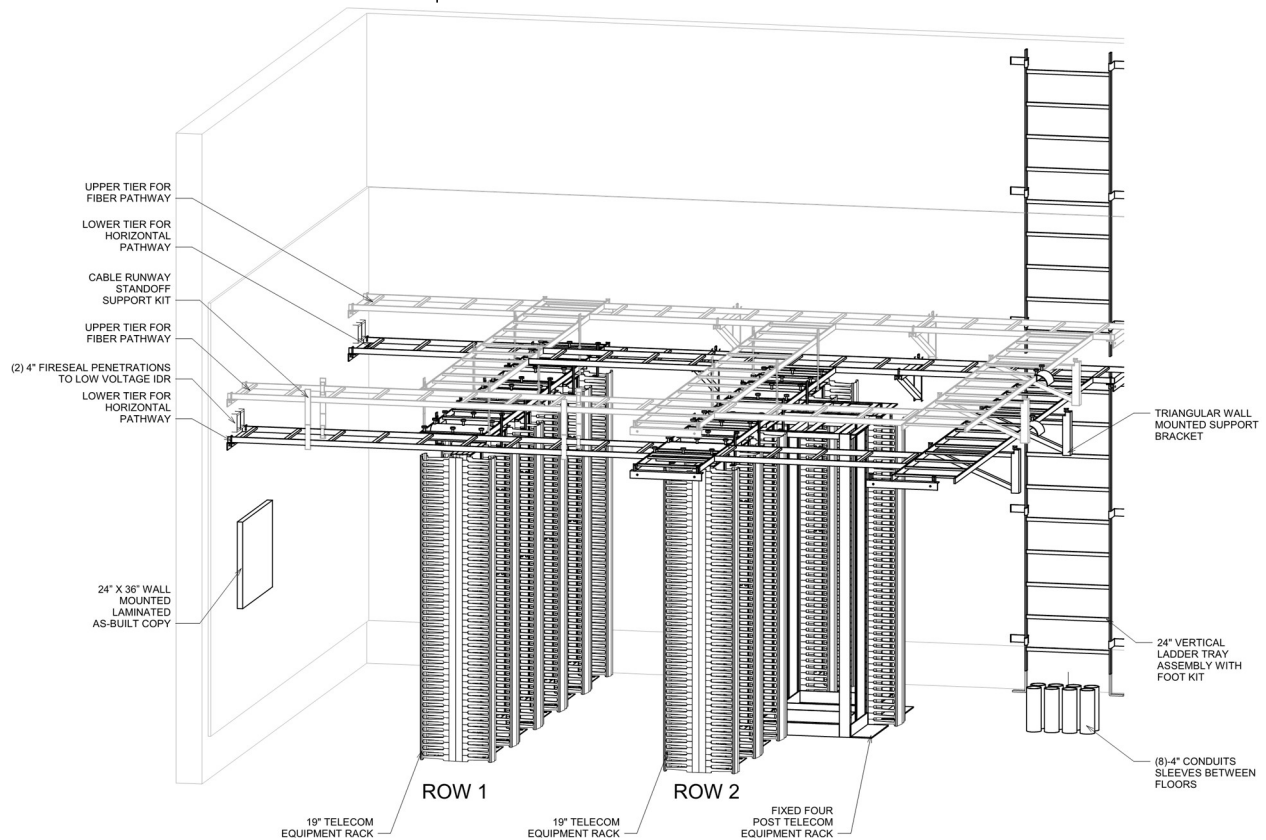 UPPER TIER FOR
FIBER PATHWAY
LOWER TIER FOR
HORIZONTAL
PATHWAY
CABLE RUNWAY
STANDOFF
SUPPORT KIT
UPPER TIER FOR
FIBER PATHWAY
(2) 4" FIRESEAL PENETRATIONS
TO LOW VOLTAGE IDR
LOWER TIER FOR
HORIZONTAL
PATHWAY
24" X 36" WALL
MOUNTED
LAMINATED
AS-BUILT COPY
TRIANGULAR WALL
MOUNTED SUPPORT
BRACKET
24" VERTICAL
LADDER TRAY
ASSEMBLY WITH
FOOT KIT
(8)-4" CONDUITS
SLEEVES BETWEEN
FLOORS
ROW 1
ROW 2
19" TELECOM
EQUIPMENT RACK
19" TELECOM
EQUIPMENT RACK
FIXED FOUR
POST TELECOM
EQUIPMENT RACK